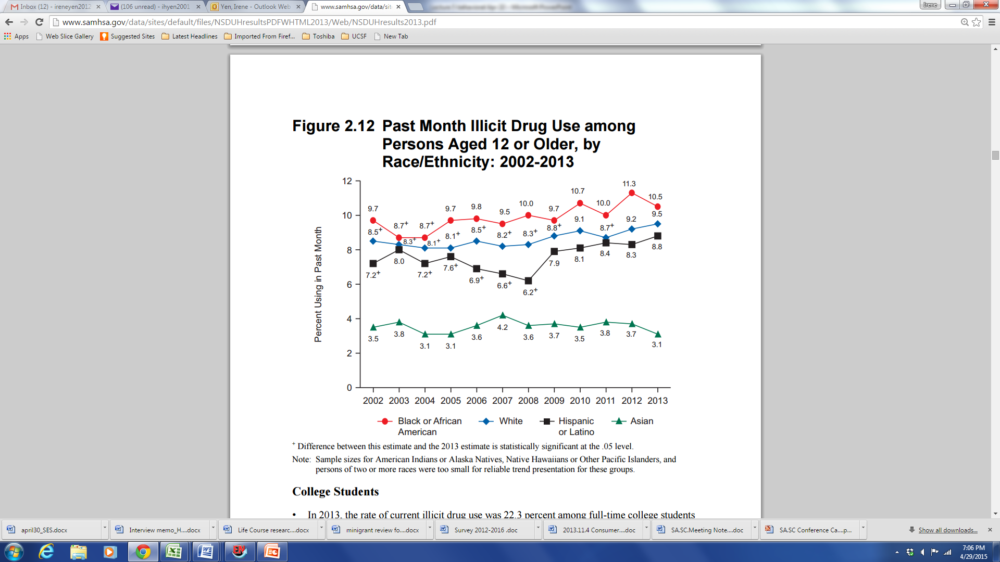 Inbox (12) - ireneyen2012
(106 unread) - ihyen2001
Yen, Irene - Outlook Web
www.samhsa.gov/data/sit
Irene
www.samhsa.gov/data/sites/default/files/NSDUHresultsPDFWHTML2013/Web/NSDUHresults2013.pdf
Apps Web Slice Gallery Suggested Sites Latest Headlines Imported From Firef... Toshiba UCSF New Tab
Figure 2.12 Past Month Illicit Drug Use among
Persons Aged 12 or Older, by
Race/Ethnicity: 2002-2013
Percent Using in Past Month
12
10
8
6
4
2
0
9.7 8.7+ 8.7+ 9.7 9.8 9.5 10.0 9.7 10.7 10.0 11.3 10.5
8.5+ 8.3+ 8.1+ 8.1+ 8.5+ 8.2+ 8.3+ 8.8+ 9.1 8.7+ 9.2 9.5
7.2+ 8.0 7.2+ 7.6+ 6.9+ 6.6+ 6.2+ 7.9 8.1 8.4 8.3 8.8
3.5 3.8 3.1 3.1 3.6 4.2 3.6 3.7 3.5 3.8 3.7 3.1
2002 2003 2004 2005 2006 2007 2008 2009 2010 2011 2012 2013
Black or African
American
White
Hispanic
or Latino
Asian
+ Difference between this estimate and the 2013 estimate is statistically significant at the .05 level.
Note: Sample sizes for American Indians or Alaska Natives, Native Hawaiians or Other Pacific Islanders, and
persons of two or more races were too small for reliable trend presentation for these groups.
College Students
• In 2013, the rate of current illicit drug use was 22.3 percent among full-time college students
april30_SES.docx
Interview memo_H....docx
Life Course researc....docx
minigrant review fo....docx
Survey 2012-2016 .doc
2013.11.4 Consumer....doc
SA.SC.Meeting Note....doc
SA.SC Conference Ca....p...
Show all downloads...
EN
7:06 PM
4/29/2015